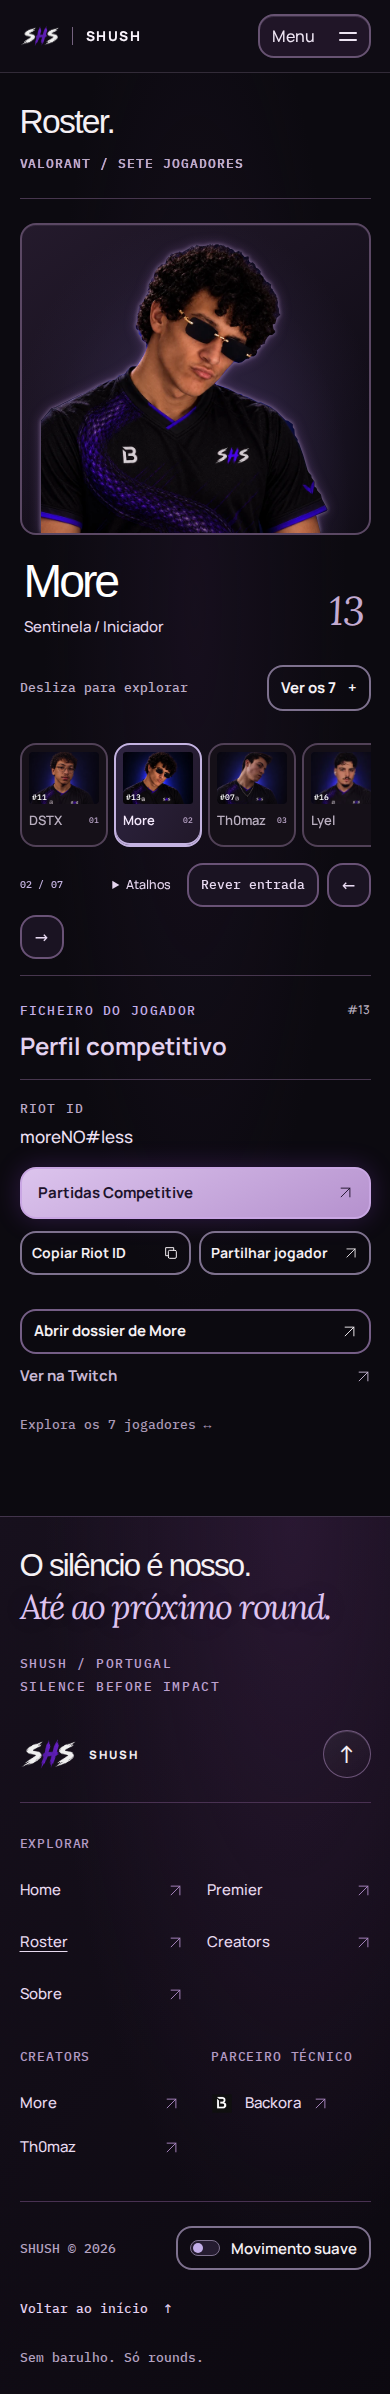 SHS SHUSH Menu
Roster.
VALORANT / SETE JOGADORES
B SHS
More
Sentinela / Iniciador
13
Desliza para explorar
Ver os 7 +
#11 #13 #07 #16
DSTX 01 More 02 Th0maz 03 Lyel
02 / 07 ▶ Atalhos Rever entrada ←
→
FICHEIRO DO JOGADOR #13
Perfil competitivo
RIOT ID
moreNO#less
Partidas Competitive
Copiar Riot ID
Partilhar jogador
Abrir dossier de More
Ver na Twitch
Explora os 7 jogadores ↔
O silêncio é nosso.
Até ao próximo round.
SHUSH / PORTUGAL
SILENCE BEFORE IMPACT
SHS SHUSH ↑
EXPLORAR
Home Premier
Roster Creators
Sobre
CREATORS PARCEIRO TÉCNICO
More B Backora
Th0maz
SHUSH © 2026 Movimento suave
Voltar ao início ↑
Sem barulho. Só rounds.